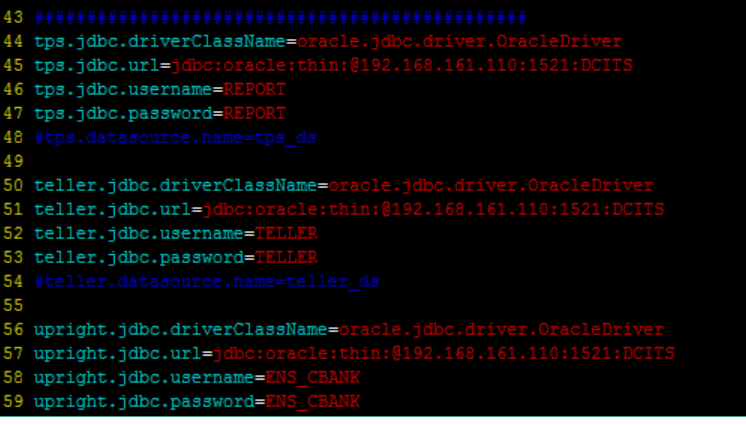 43 ###############################################
44 tps.jdbc.driverClassName=oracle.jdbc.driver.OracleDriver
45 tps.jdbc.url=jdbc:oracle:thin:@192.168.161.110:1521:DCITS
46 tps.jdbc.username=REPORT
47 tps.jdbc.password=REPORT
48 #tps.datasource.name=tps_ds
49
50 teller.jdbc.driverClassName=oracle.jdbc.driver.OracleDriver
51 teller.jdbc.url=jdbc:oracle:thin:@192.168.161.110:1521:DCITS
52 teller.jdbc.username=TELLER
53 teller.jdbc.password=TELLER
54 #teller.datasource.name=teller_ds
55
56 upright.jdbc.driverClassName=oracle.jdbc.driver.OracleDriver
57 upright.jdbc.url=jdbc:oracle:thin:@192.168.161.110:1521:DCITS
58 upright.jdbc.username=ENS_CBANK
59 upright.jdbc.password=ENS_CBANK